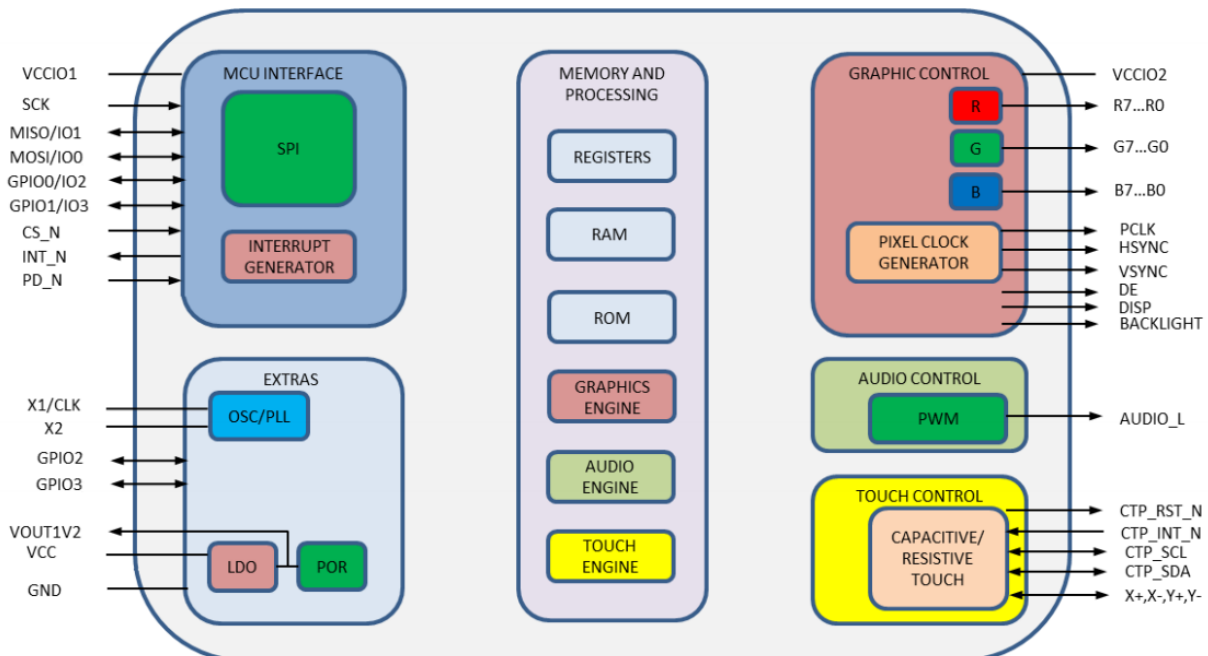 VCCIO1
SCK
MISO/IO1
MOSI/IO0
GPIO0/IO2
GPIO1/IO3
CS_N
INT_N
PD_N
MCU INTERFACE
SPI
INTERRUPT
GENERATOR
X1/CLK
X2
GPIO2
GPIO3
VOUT1V2
VCC
GND
EXTRAS
OSC/PLL
LDO
POR
MEMORY AND
PROCESSING
REGISTERS
RAM
ROM
GRAPHICS
ENGINE
AUDIO
ENGINE
TOUCH
ENGINE
GRAPHIC CONTROL
R
G
B
PIXEL CLOCK
GENERATOR
VCCIO2
R7...R0
G7...G0
B7...B0
PCLK
HSYNC
VSYNC
DE
DISP
BACKLIGHT
AUDIO CONTROL
PWM
AUDIO_L
TOUCH CONTROL
CAPACITIVE/
RESISTIVE
TOUCH
CTP_RST_N
CTP_INT_N
CTP_SCL
CTP_SDA
X+,X-,Y+,Y-